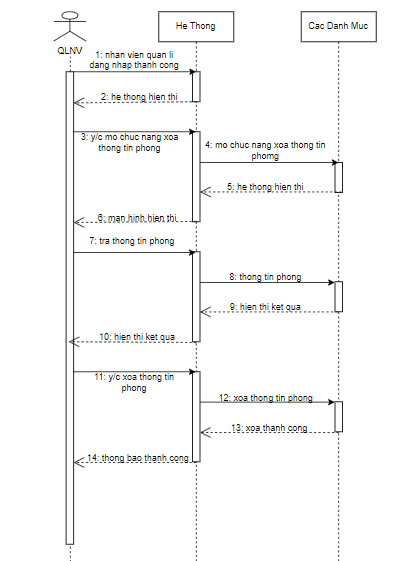 He Thong
Cac Danh Muc
QLNV
1: nhan vien quan li
dang nhap thanh cong
2: he thong hien thi
3: y/c mo chuc nang xoa
thong tin phong
4: mo chuc nang xoa thong tin
phomg
5: he thong hien thi
6: man hinh hien thi
7: tra thong tin phong
8: thong tin phong
9: hien thi ket qua
10: hien thi ket qua
11: y/c xoa thong tin
phong
12: xoa thong tin phong
13: xoa thanh cong
14: thong bao thanh cong